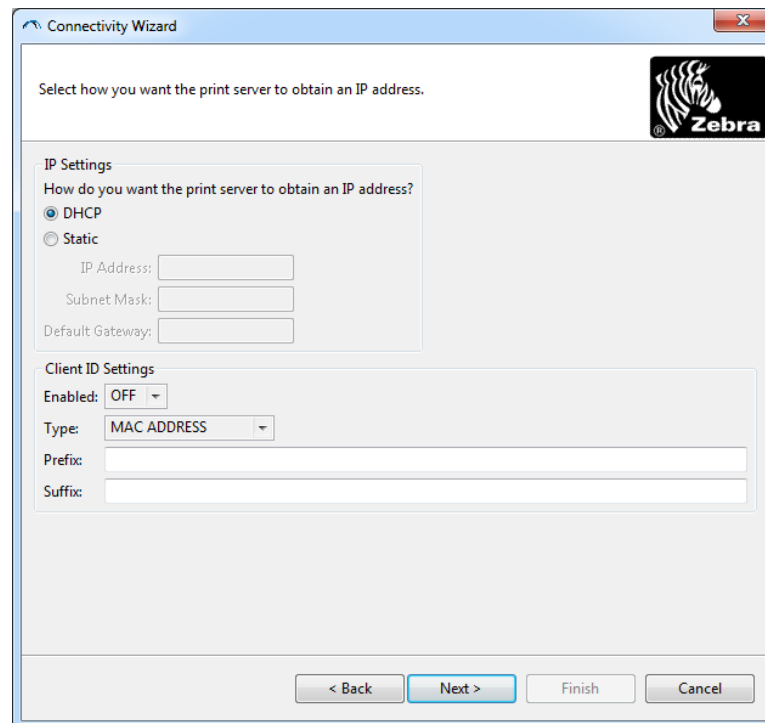 Connectivity Wizard
Select how you want the print server to obtain an IP address.
® Zebra
IP Settings
How do you want the print server to obtain an IP address?
DHCP
Static
IP Address:
Subnet Mask:
Default Gateway:
Client ID Settings
Enabled: OFF
Type: MAC ADDRESS
Prefix:
Suffix:
< Back Next > Finish Cancel